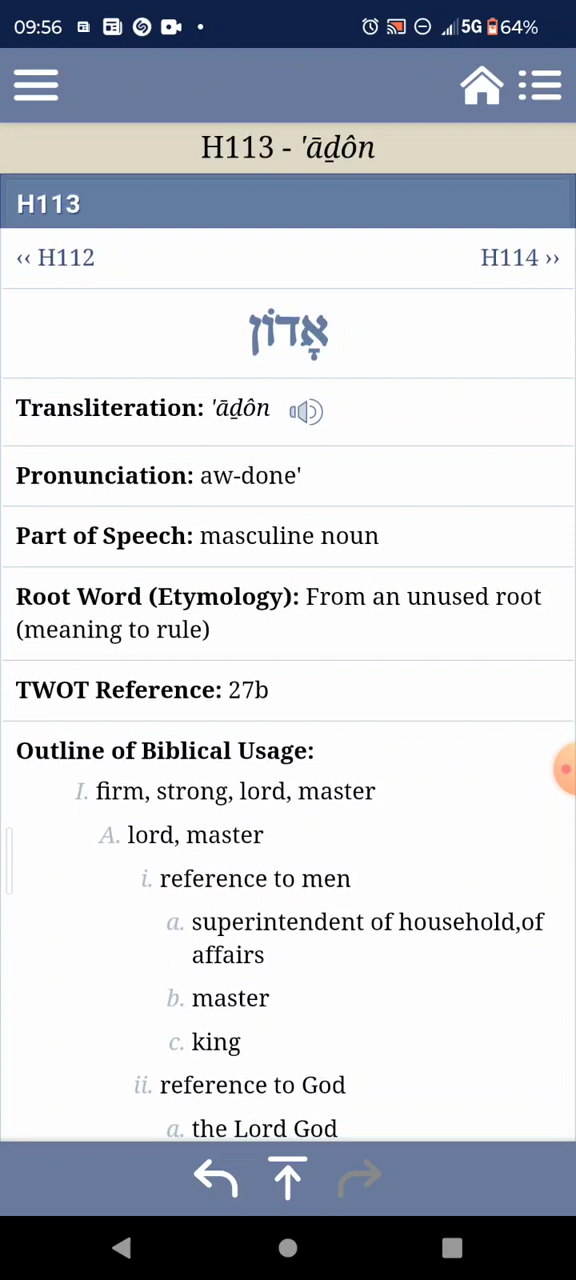 09:56
5G 64%
H113 - 'āḏôn
H113
‹‹ H112 H114 ››
אָדוֹן
Transliteration: 'āḏôn
Pronunciation: aw-done'
Part of Speech: masculine noun
Root Word (Etymology): From an unused root
(meaning to rule)
TWOT Reference: 27b
Outline of Biblical Usage:
I. firm, strong, lord, master
A. lord, master
i. reference to men
a. superintendent of household,of
affairs
b. master
c. king
ii. reference to God
a. the Lord God